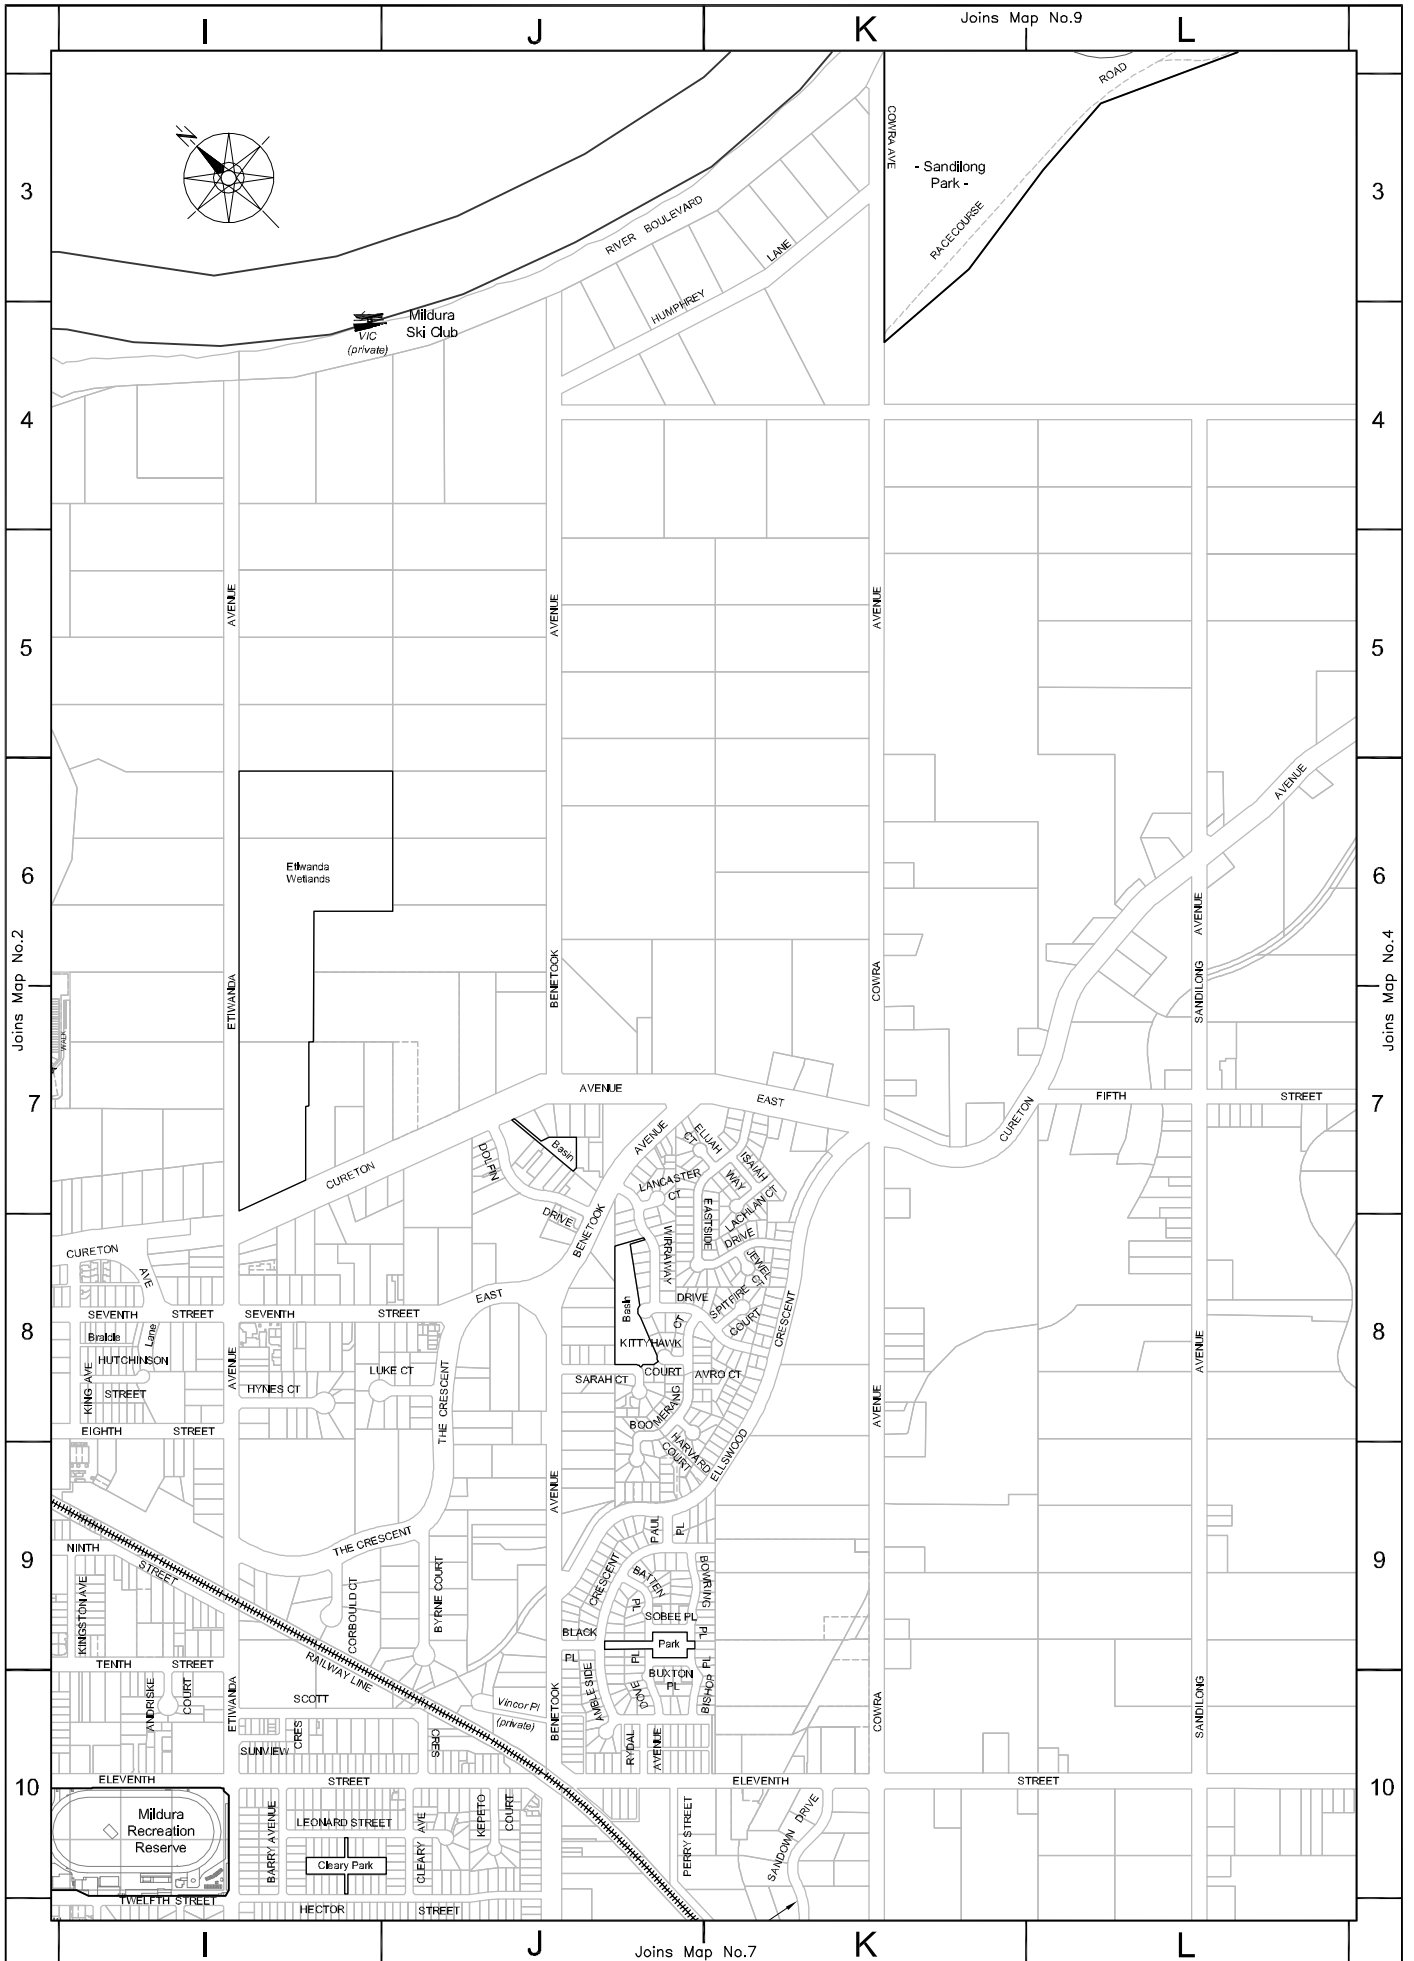 Joins Map No.9
I J K L
N
ROAD
COWRA AVE
- Sandilong
Park -
3 3
RACECOURSE
RIVER BOULEVARD
LANE
HUMPHREY
Mildura
Ski Club
VIC
(private)
4 4
AVENUE
AVENUE
AVENUE
5 5
AVENUE
Etiwanda
Wetlands
6 6
Joins Map No.2
Joins Map No.4
AVENUE
ETIWANDA
BENETOOK
COWRA
SANDILONG
WALK
7 7
AVENUE
EAST
FIFTH
STREET
CURETON
AVENUE
ELIJAH
CT
ISAIAH
WAY
Basin
DOLFIN
CURETON
LANCASTER
CT
LACHLAN CT
EASTSIDE
DRIVE
DRIVE
BENETOOK
WIRRAWAY
JEWEL
CT
CURETON
AVE
EAST
DRIVE
SPITFIRE
COURT
CRESCENT
Basin
SEVENTH STREET
SEVENTH STREET
8 8
Braidie
Lane
HUTCHINSON
STREET
KING AVE
AVENUE
HYNES CT
LUKE CT
THE CRESCENT
KITTYHAWK
CT
COURT
SARAH CT
AVRO CT
AVENUE
AVENUE
BOOMERANG
HARVARD
COURT
ELLSWOOD
EIGHTH STREET
AVENUE
PAUL
PL
THE CRESCENT
9 9
NINTH
STREET
KINGSTON AVE
CORBOULD CT
BYRNE COURT
CRESCENT
BATTEN
PL
BOWRING
PL
SOBEE PL
BLACK
PL
Park
TENTH STREET
RAILWAY LINE
PL
BUXTON
PL
BISHOP PL
DOVE
AMBLESIDE
ANDRISKE
COURT
ETIWANDA
SCOTT
Vincor Pl
(private)
BENETOOK
COWRA
SANDILONG
CRES
CRES
SUNVIEW
RYDAL
AVENUE
10 10
ELEVENTH
STREET
ELEVENTH
STREET
Mildura
Recreation
Reserve
BARRY AVENUE
LEONARD STREET
CLEARY AVE
KEPETO
COURT
PERRY STREET
SANDOWN DRIVE
Cleary Park
TWELFTH STREET
HECTOR STREET
I J K L
Joins Map No.7